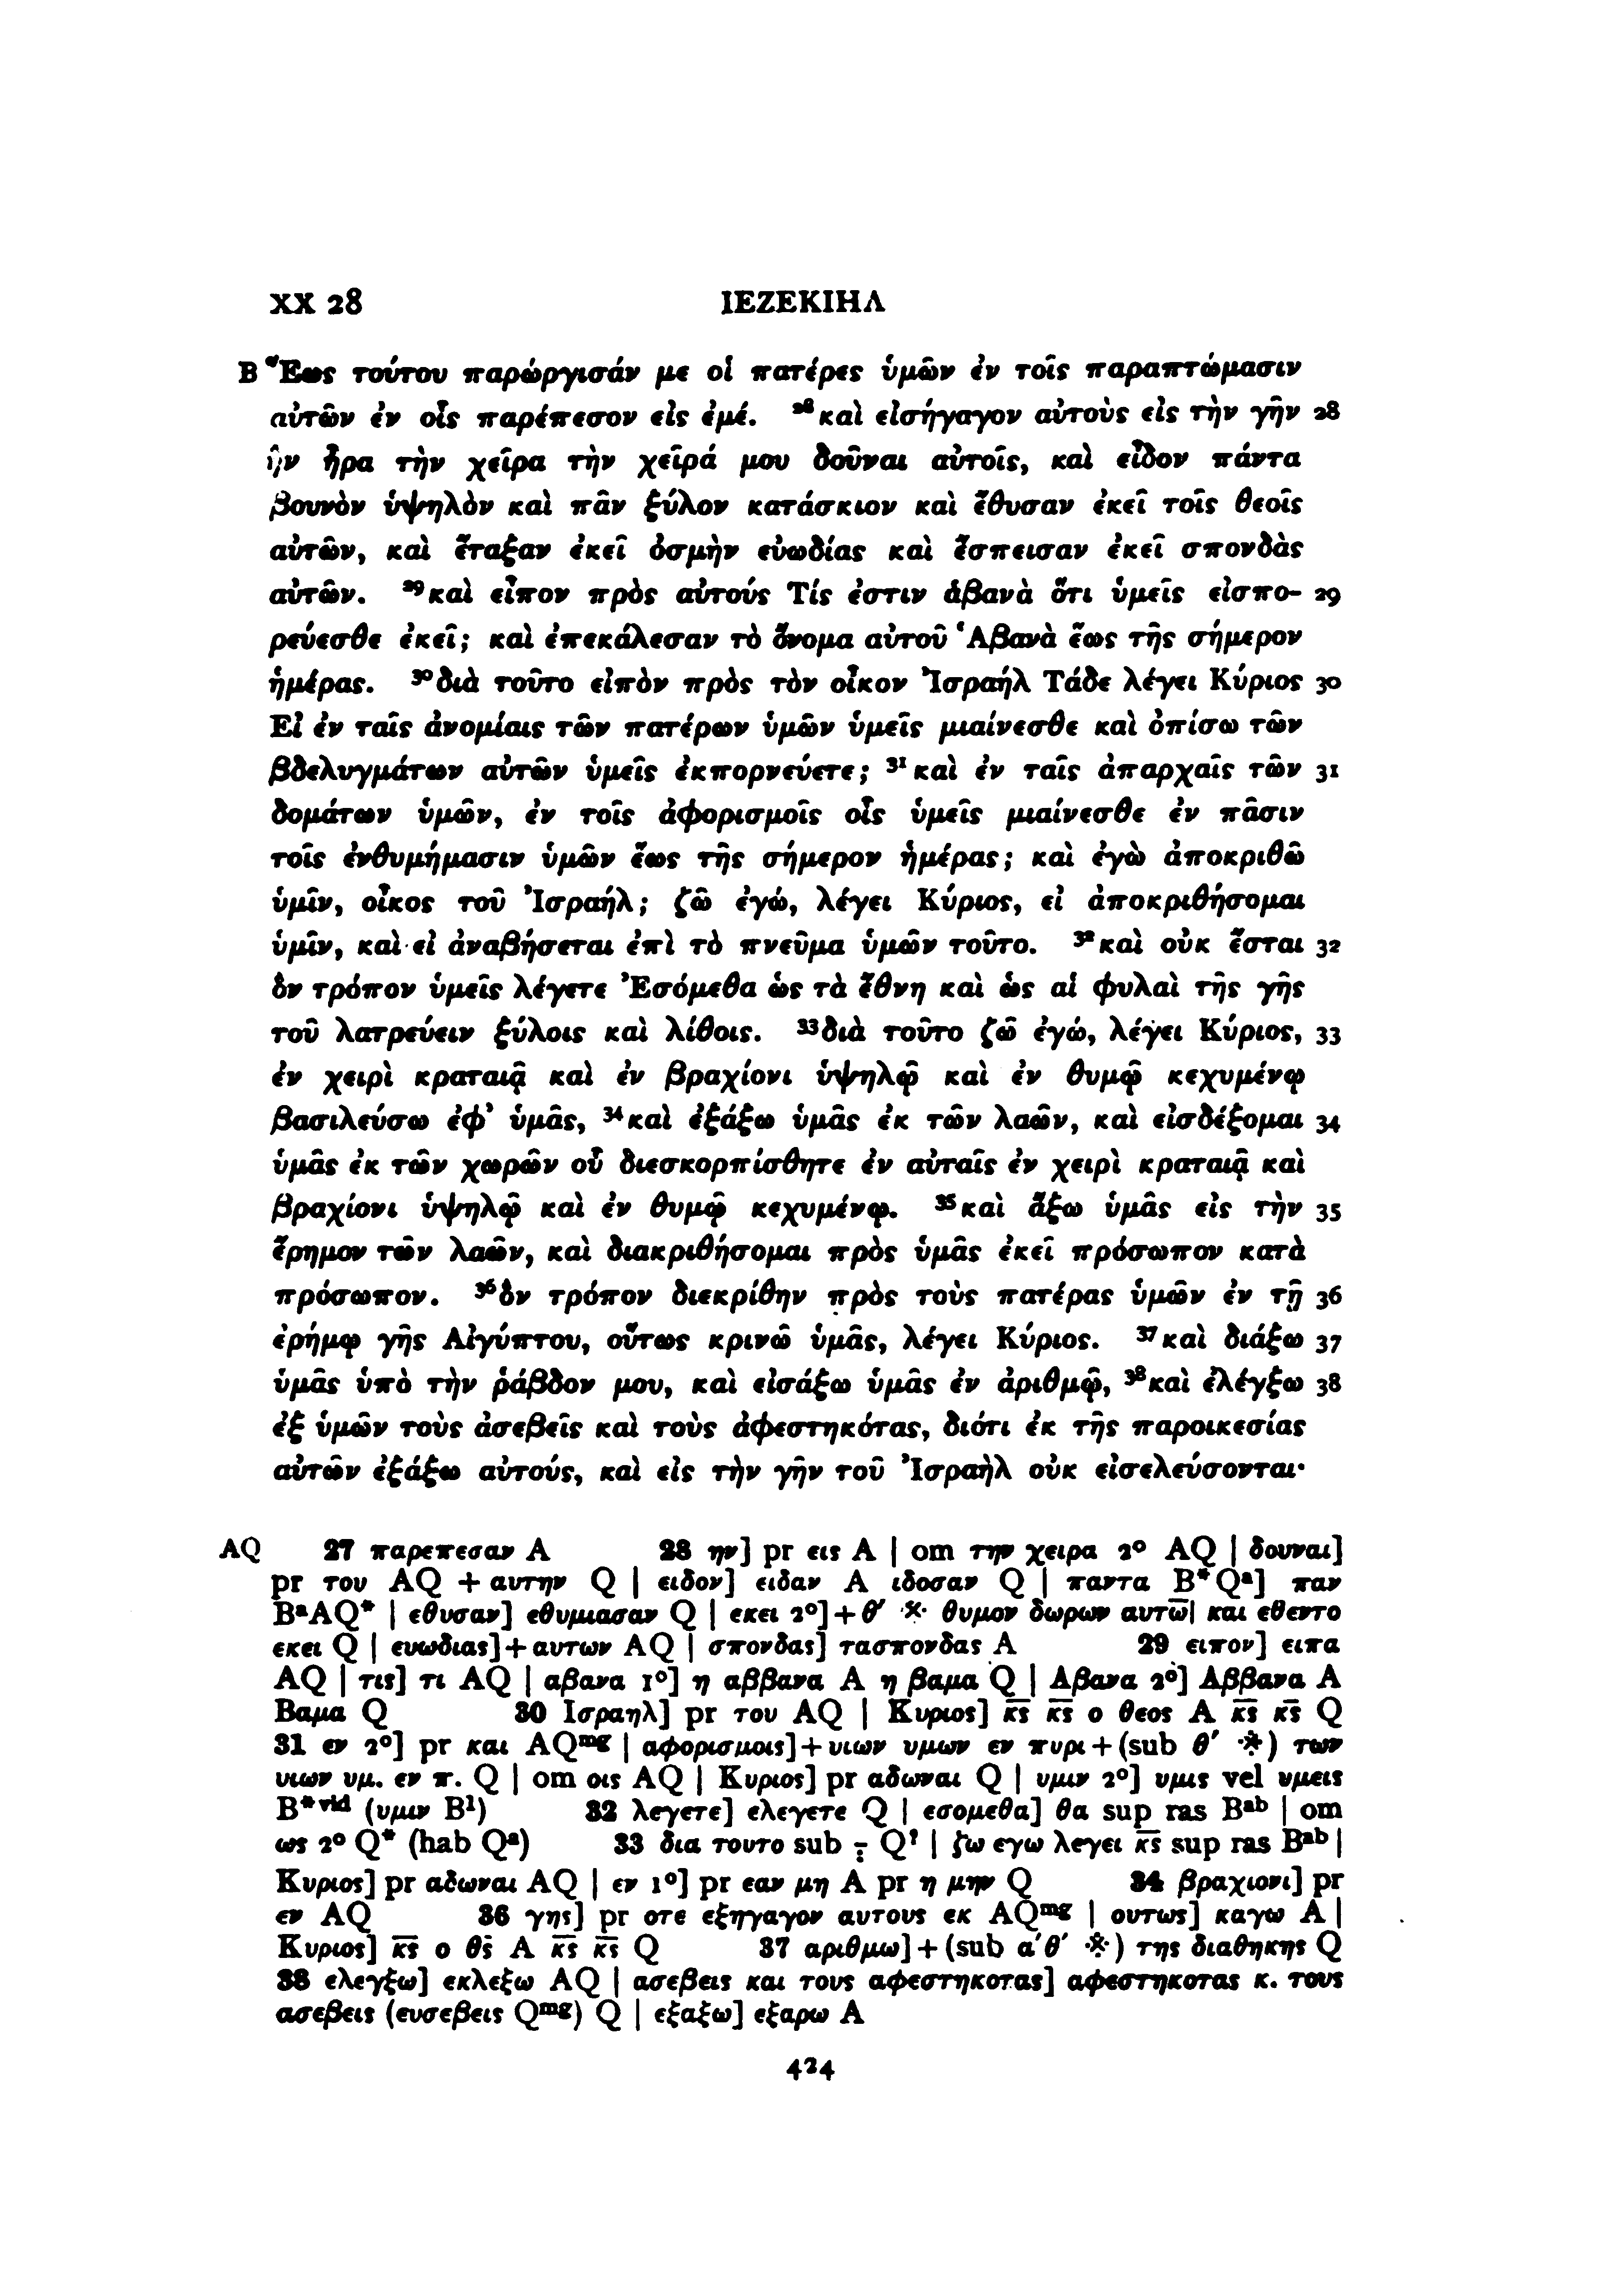 XX 28 ΙΕΖΕΚΙΗΛ
B Ἕως τούτου παρώργισάν με οἱ πατέρες ὑμῶν ἐν τοῖς παραπτώμασιν
αὐτῶν ἐν οἷς παρέπεσον εἰς ἐμέ. ²⁸καὶ εἰσήγαγον αὐτοὺς εἰς τὴν γῆν 28
ἣν ἦρα τὴν χεῖρα τὴν χεῖρά μου δοῦναι αὐτοῖς, καὶ εἶδον πάντα
βουνὸν ὑψηλὸν καὶ πᾶν ξύλον κατάσκιον καὶ ἔθυσαν ἐκεῖ τοῖς θεοῖς
αὐτῶν, καὶ ἔταξαν ἐκεῖ ὀσμὴν εὐωδίας καὶ ἔσπεισαν ἐκεῖ σπονδὰς
αὐτῶν. ²⁹καὶ εἶπον πρὸς αὐτούς Τίς ἐστιν ἁβανὰ ὅτι ὑμεῖς εἰσπο- 29
ρεύεσθε ἐκεῖ; καὶ ἐπεκάλεσαν τὸ ὄνομα αὐτοῦ Ἁβανὰ ἕως τῆς σήμερον
ἡμέρας. ³⁰διὰ τοῦτο εἰπὸν πρὸς τὸν οἶκον Ἰσραήλ Τάδε λέγει Κύριος 30
Εἰ ἐν ταῖς ἀνομίαις τῶν πατέρων ὑμῶν ὑμεῖς μιαίνεσθε καὶ ὀπίσω τῶν
βδελυγμάτων αὐτῶν ὑμεῖς ἐκπορνεύετε; ³¹καὶ ἐν ταῖς ἀπαρχαῖς τῶν 31
δομάτων ὑμῶν, ἐν τοῖς ἀφορισμοῖς οἷς ὑμεῖς μιαίνεσθε ἐν πᾶσιν
τοῖς ἐνθυμήμασιν ὑμῶν ἕως τῆς σήμερον ἡμέρας; καὶ ἐγὼ ἀποκριθῶ
ὑμῖν, οἶκος τοῦ Ἰσραήλ; ζῶ ἐγώ, λέγει Κύριος, εἰ ἀποκριθήσομαι
ὑμῖν, καὶ εἰ ἀναβήσεται ἐπὶ τὸ πνεῦμα ὑμῶν τοῦτο. ³²καὶ οὐκ ἔσται 32
ὃν τρόπον ὑμεῖς λέγετε Ἐσόμεθα ὡς τὰ ἔθνη καὶ ὡς αἱ φυλαὶ τῆς γῆς
τοῦ λατρεύειν ξύλοις καὶ λίθοις. ³³διὰ τοῦτο ζῶ ἐγώ, λέγει Κύριος, 33
ἐν χειρὶ κραταιᾷ καὶ ἐν βραχίονι ὑψηλῷ καὶ ἐν θυμῷ κεχυμένῳ
βασιλεύσω ἐφ’ ὑμᾶς, ³⁴καὶ ἐξάξω ὑμᾶς ἐκ τῶν λαῶν, καὶ εἰσδέξομαι 34
ὑμᾶς ἐκ τῶν χωρῶν οὗ διεσκορπίσθητε ἐν αὐταῖς ἐν χειρὶ κραταιᾷ καὶ
βραχίονι ὑψηλῷ καὶ ἐν θυμῷ κεχυμένῳ. ³⁵καὶ ἄξω ὑμᾶς εἰς τὴν 35
ἔρημον τῶν λαῶν, καὶ διακριθήσομαι πρὸς ὑμᾶς ἐκεῖ πρόσωπον κατὰ
πρόσωπον. ³⁶ὃν τρόπον διεκρίθην πρὸς τοὺς πατέρας ὑμῶν ἐν τῇ 36
ἐρήμῳ γῆς Αἰγύπτου, οὕτως κρινῶ ὑμᾶς, λέγει Κύριος. ³⁷καὶ διάξω 37
ὑμᾶς ὑπὸ τὴν ῥάβδον μου, καὶ εἰσάξω ὑμᾶς ἐν ἀριθμῷ, ³⁸καὶ ἐλέγξω 38
ἐξ ὑμῶν τοὺς ἀσεβεῖς καὶ τοὺς ἀφεστηκότας, διότι ἐκ τῆς παροικεσίας
αὐτῶν ἐξάξω αὐτούς, καὶ εἰς τὴν γῆν τοῦ Ἰσραὴλ οὐκ εἰσελεύσονται·
AQ 27 παρεπεσαν A 28 ην] pr εις A | om την χειρα 2° AQ | δουναι]
pr του AQ + αυτην Q | ειδον] ειδαν A ιδοσαν Q | παντα B*Qᵃ] παν
BᵃAQ* | εθυσαν] εθυμιασαν Q | εκει 2°]+θ′ ※ θυμον δωρων αυτω̅| και εθεντο
εκει Q | ευωδιας]+αυτων AQ | σπονδας] τασπονδας A 29 ειπον] ειπα
AQ | τις] τι AQ | αβανα 1°] η αββανα A η βαμα Q | Αβανα 2°] Αββανα A
Βαμα Q 30 Ισραηλ] pr του AQ | Κυριος] κ̅ς̅ κ̅ς̅ ο θεος A κ̅ς̅ κ̅ς̅ Q
31 εν 2°] pr και AQᵐᵍ | αφορισμοις]+υιων υμων εν πυρι+(sub θ′ ※) των
υιων υμ. εν π. Q | om οις AQ | Κυριος] pr αδωναι Q | υμιν 2°] υμις vel υμεις
B*ᵛⁱᵈ (υμιν B¹) 32 λεγετε] ελεγετε Q | εσομεθα] θα sup ras Bᵃᵇ | om
ως 2° Q* (hab Qᵃ) 33 δια τουτο sub ÷ Q? | ζω εγω λεγει κ̅ς̅ sup ras Bᵃᵇ |
Κυριος] pr αδωναι AQ | εν 1°] pr εαν μη A pr η μην Q 34 βραχιονι] pr
εν AQ 36 γης] pr οτε εξηγαγον αυτους εκ AQᵐᵍ | ουτως] καγω A |
Κυριος] κ̅ς̅ ο θ̅ς̅ A κ̅ς̅ κ̅ς̅ Q 37 αριθμω]+(sub α′θ′ ※) της διαθηκης Q
38 ελεγξω] εκλεξω AQ | ασεβεις και τους αφεστηκοτας] αφεστηκοτας κ. τους
ασεβεις (ευσεβεις Qᵐᵍ) Q | εξαξω] εξαρω A
424